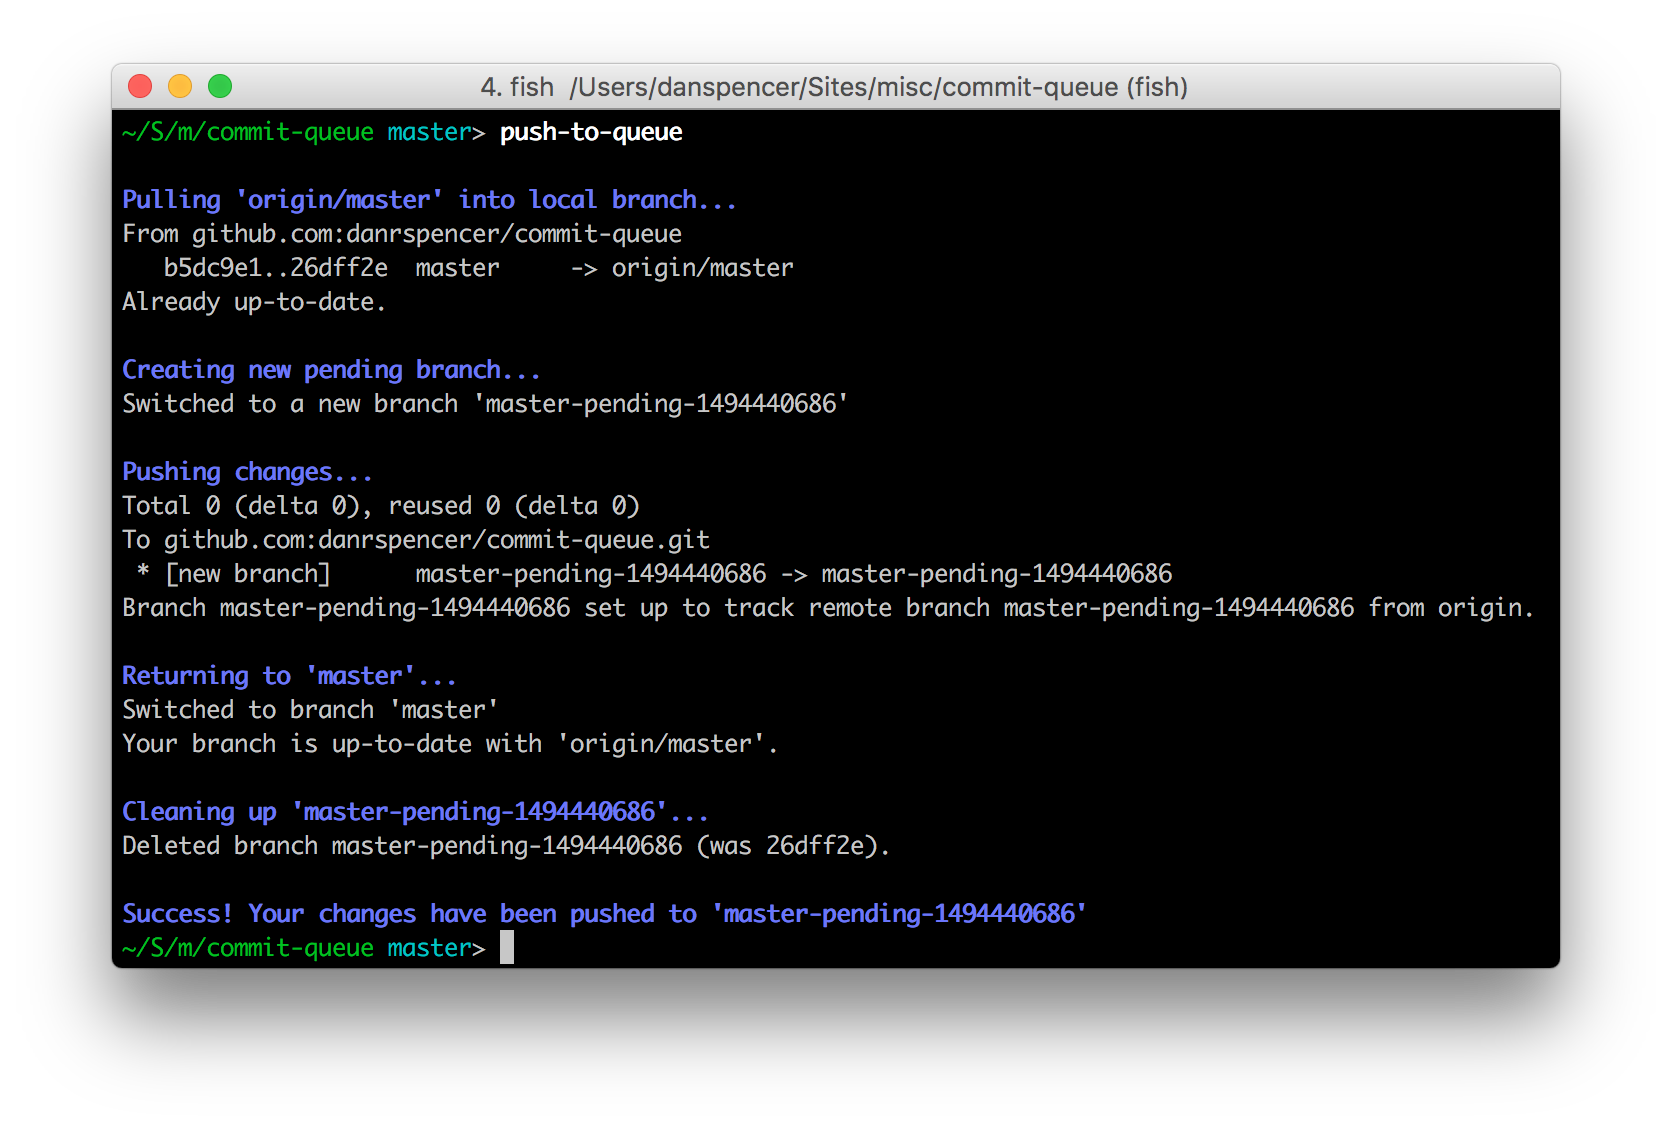 4. fish  /Users/danspencer/Sites/misc/commit-queue (fish)
~/S/m/commit-queue master> push-to-queue
Pulling 'origin/master' into local branch...
From github.com:danrspencer/commit-queue
   b5dc9e1..26dff2e  master     -> origin/master
Already up-to-date.
Creating new pending branch...
Switched to a new branch 'master-pending-1494440686'
Pushing changes...
Total 0 (delta 0), reused 0 (delta 0)
To github.com:danrspencer/commit-queue.git
 * [new branch]      master-pending-1494440686 -> master-pending-1494440686
Branch master-pending-1494440686 set up to track remote branch master-pending-1494440686 from origin.
Returning to 'master'...
Switched to branch 'master'
Your branch is up-to-date with 'origin/master'.
Cleaning up 'master-pending-1494440686'...
Deleted branch master-pending-1494440686 (was 26dff2e).
Success! Your changes have been pushed to 'master-pending-1494440686'
~/S/m/commit-queue master>